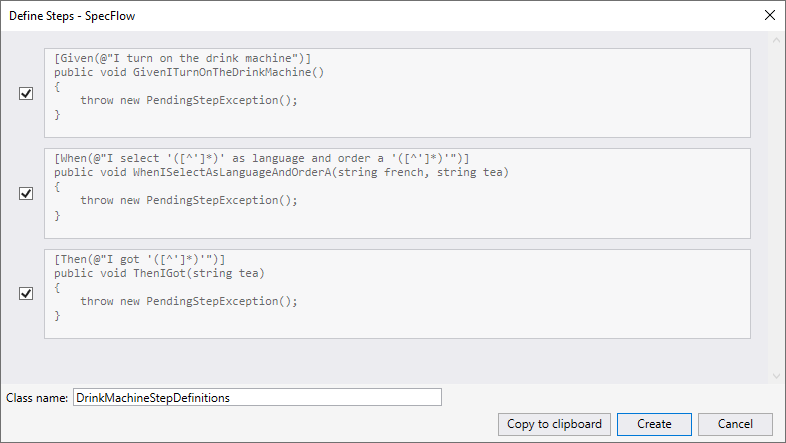 Define Steps - SpecFlow
[Given(@"I turn on the drink machine")]
public void GivenITurnOnTheDrinkMachine()
{
throw new PendingStepException();
}
[When(@"I select '([^']*)' as language and order a '([^']*)'")]
public void WhenISelectAsLanguageAndOrderA(string french, string tea)
{
throw new PendingStepException();
}
[Then(@"I got '([^']*)'")]
public void ThenIGot(string tea)
{
throw new PendingStepException();
}
Class name: DrinkMachineStepDefinitions
Copy to clipboard Create Cancel